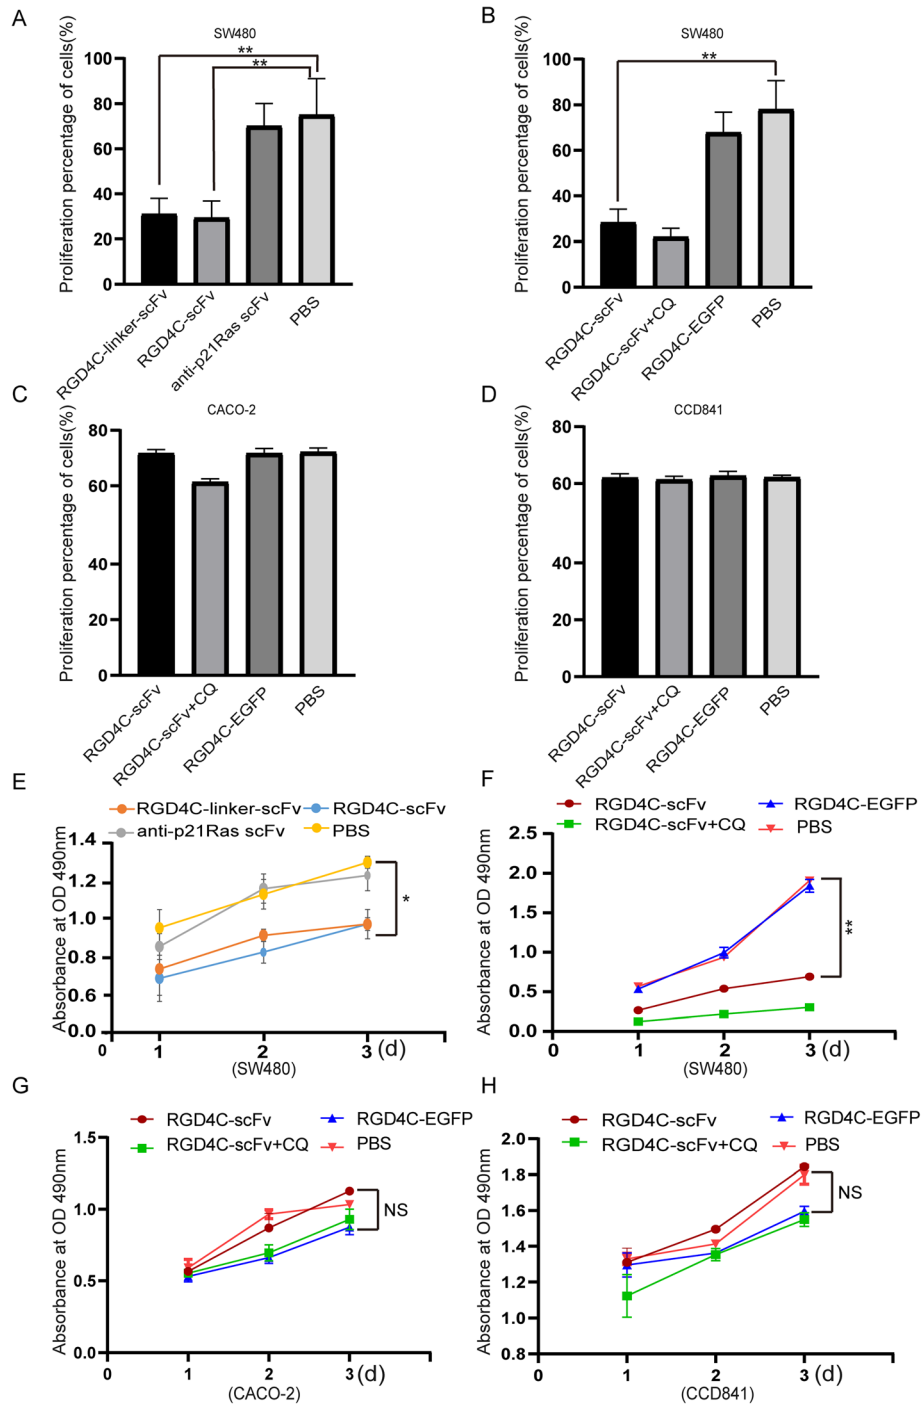 A
SW480
**
**
Proliferation percentage of cells(%)
100
80
60
40
20
0
RGD4C-linker-scFv
RGD4C-scFv
anti-p21Ras scFv
PBS
B
SW480
**
Proliferation percentage of cells(%)
100
80
60
40
20
0
RGD4C-scFv
RGD4C-scFv+CQ
RGD4C-EGFP
PBS
C
CACO-2
Proliferation percentage of cells(%)
80
60
40
20
0
RGD4C-scFv
RGD4C-scFv+CQ
RGD4C-EGFP
PBS
D
CCD841
Proliferation percentage of cells(%)
80
60
40
20
0
RGD4C-scFv
RGD4C-scFv+CQ
RGD4C-EGFP
PBS
E
RGD4C-linker-scFv RGD4C-scFv
anti-p21Ras scFv PBS
Absorbance at OD 490nm
1.4
1.2
1.0
0.8
0.6
0.0
*
0 1 2 3 (d)
(SW480)
F
RGD4C-scFv RGD4C-EGFP
RGD4C-scFv+CQ PBS
Absorbance at OD 490nm
2.5
2.0
1.5
1.0
0.5
0.0
**
0 1 2 3 (d)
(SW480)
G
RGD4C-scFv RGD4C-EGFP
RGD4C-scFv+CQ PBS
Absorbance at OD 490nm
1.5
1.0
0.5
0.0
NS
0 1 2 3 (d)
(CACO-2)
H
RGD4C-scFv RGD4C-EGFP
RGD4C-scFv+CQ PBS
Absorbance at OD 490nm
2.0
1.8
1.6
1.4
1.2
1.0
0.8
NS
0 1 2 3 (d)
(CCD841)